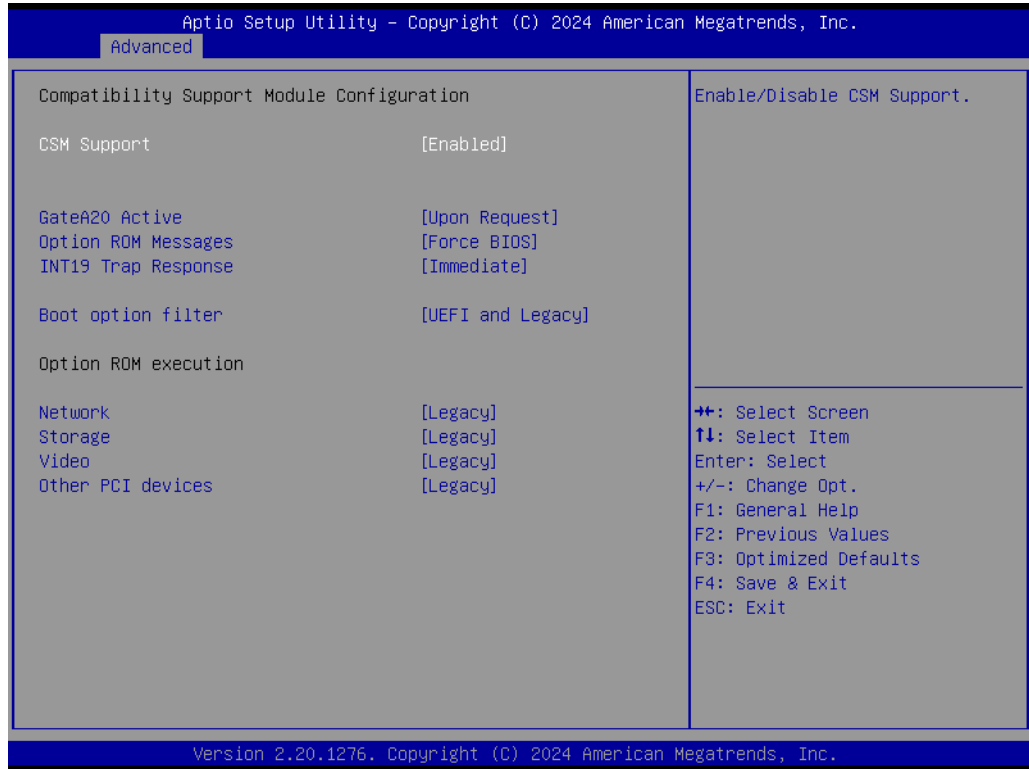 Aptio Setup Utility – Copyright (C) 2024 American Megatrends, Inc.
Advanced
Compatibility Support Module Configuration
CSM Support [Enabled]
GateA20 Active [Upon Request]
Option ROM Messages [Force BIOS]
INT19 Trap Response [Immediate]
Boot option filter [UEFI and Legacy]
Option ROM execution
Network [Legacy]
Storage [Legacy]
Video [Legacy]
Other PCI devices [Legacy]
Enable/Disable CSM Support.
→←: Select Screen
↑↓: Select Item
Enter: Select
+/-: Change Opt.
F1: General Help
F2: Previous Values
F3: Optimized Defaults
F4: Save & Exit
ESC: Exit
Version 2.20.1276. Copyright (C) 2024 American Megatrends, Inc.